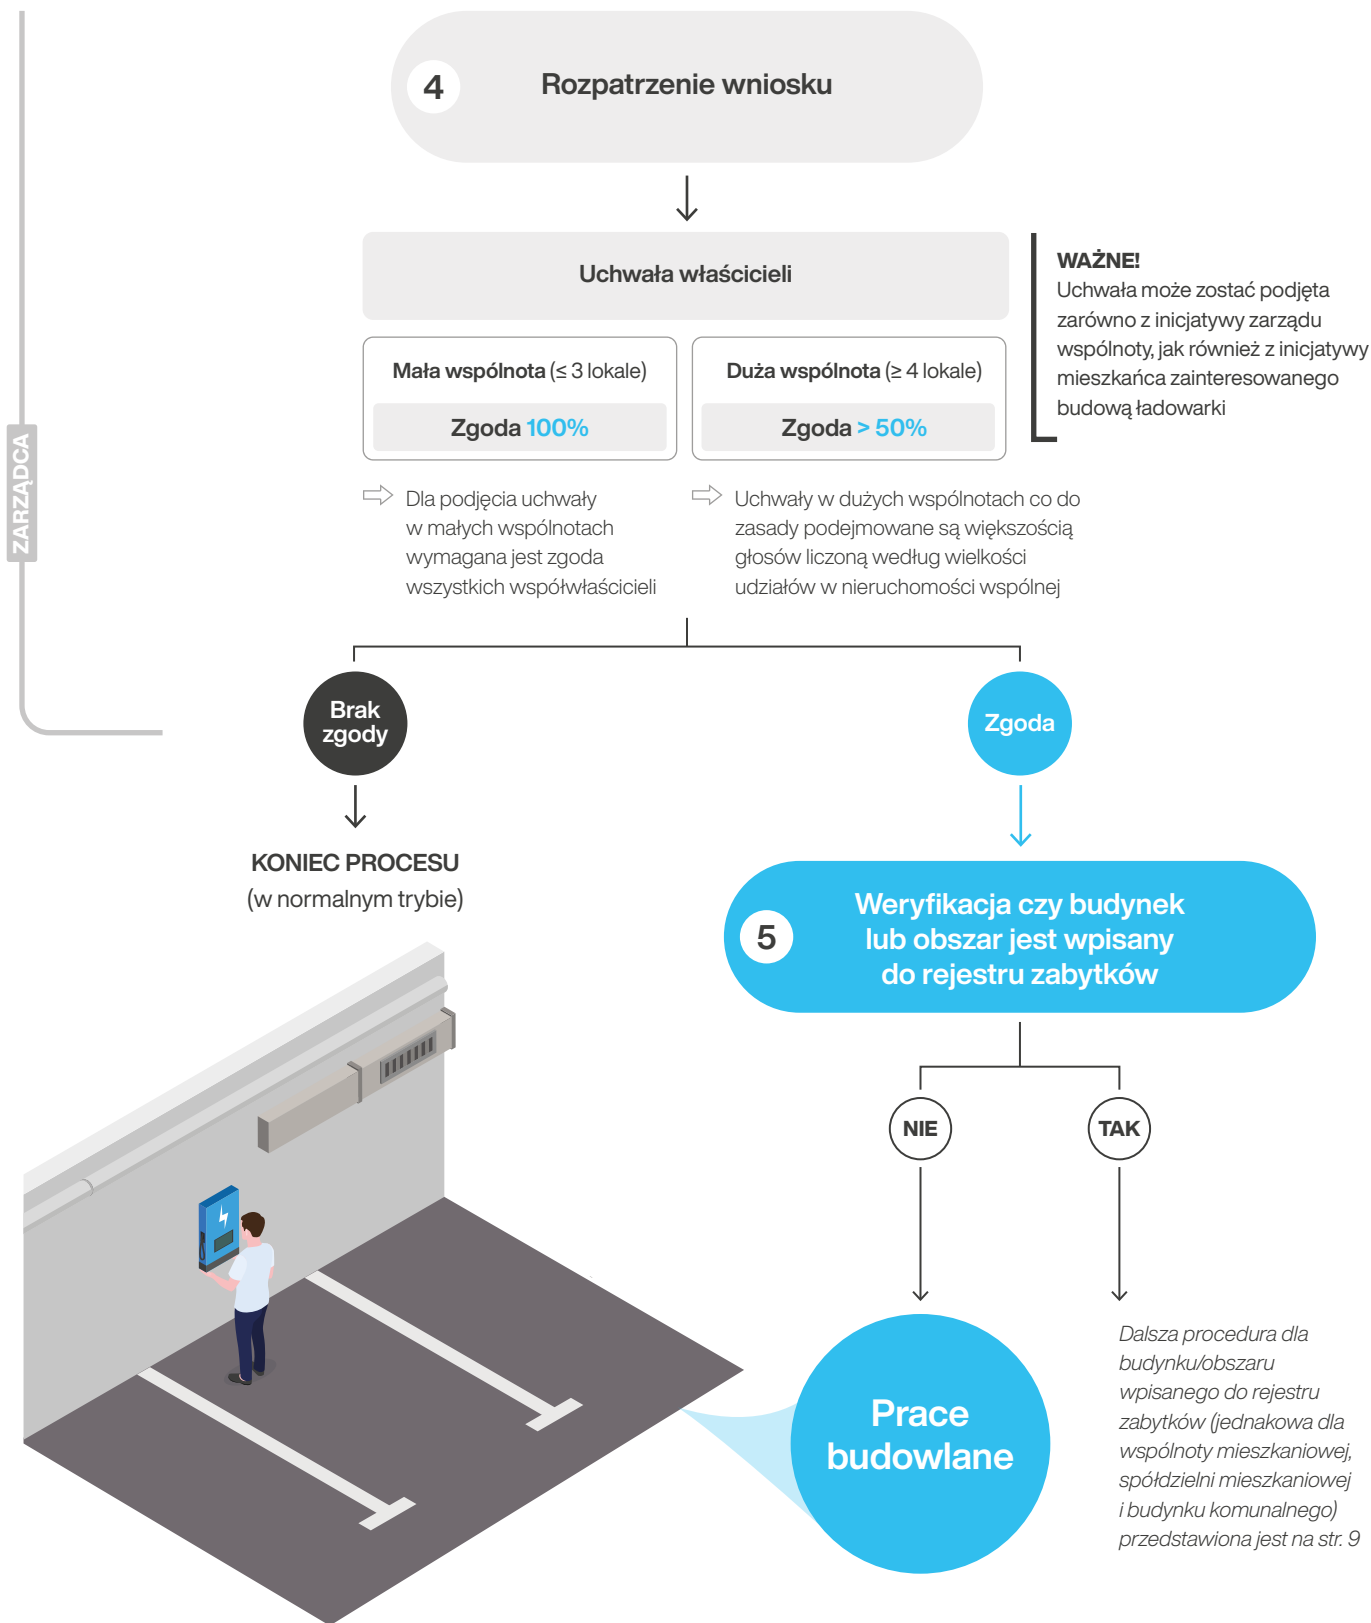 4
Rozpatrzenie wniosku
Uchwała właścicieli
WAŻNE!
Uchwała może zostać podjęta
zarówno z inicjatywy zarządu
wspólnoty, jak również z inicjatywy
mieszkańca zainteresowanego
budową ładowarki
Mała wspólnota (≤ 3 lokale)
Zgoda 100%
Duża wspólnota (≥ 4 lokale)
Zgoda > 50%
Dla podjęcia uchwały
w małych wspólnotach
wymagana jest zgoda
wszystkich współwłaścicieli
Uchwały w dużych wspólnotach co do
zasady podejmowane są większością
głosów liczoną według wielkości
udziałów w nieruchomości wspólnej
ZARZĄDCA
Brak
zgody
Zgoda
KONIEC PROCESU
(w normalnym trybie)
5
Weryfikacja czy budynek
lub obszar jest wpisany
do rejestru zabytków
NIE
TAK
Prace
budowlane
Dalsza procedura dla
budynku/obszaru
wpisanego do rejestru
zabytków (jednakowa dla
wspólnoty mieszkaniowej,
spółdzielni mieszkaniowej
i budynku komunalnego)
przedstawiona jest na str. 9